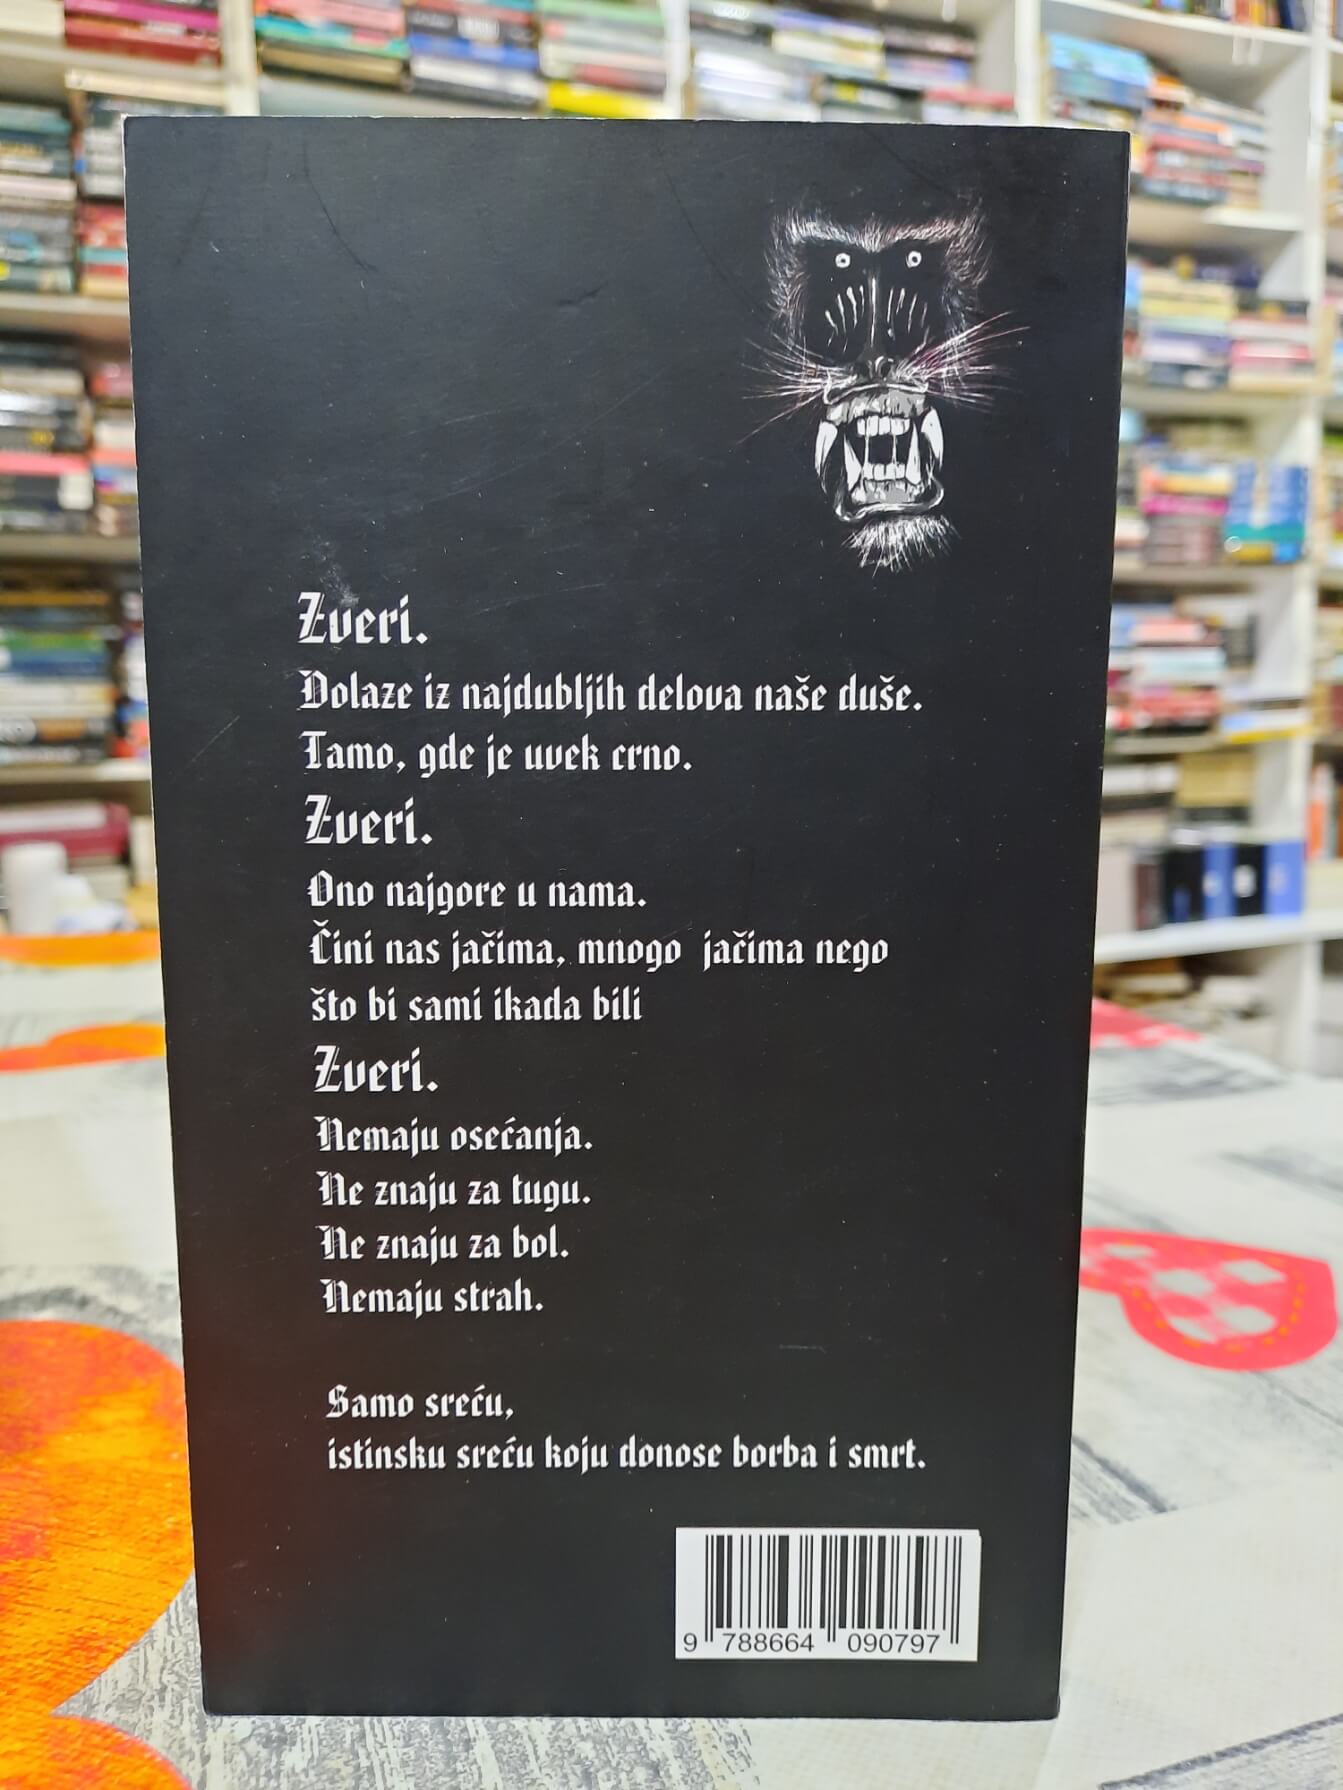 Zveri.
Dolaze iz najdubljih delova naše duše.
Tamo, gde je uvek crno.
Zveri.
Ono najgore u nama.
Čini nas jačima, mnogo jačima nego
što bi sami ikada bili
Zveri.
Nemaju osećanja.
Ne znaju za tugu.
Ne znaju za bol.
Nemaju strah.
Samo sreću,
istinsku sreću koju donose borba i smrt.
9 788664 090797